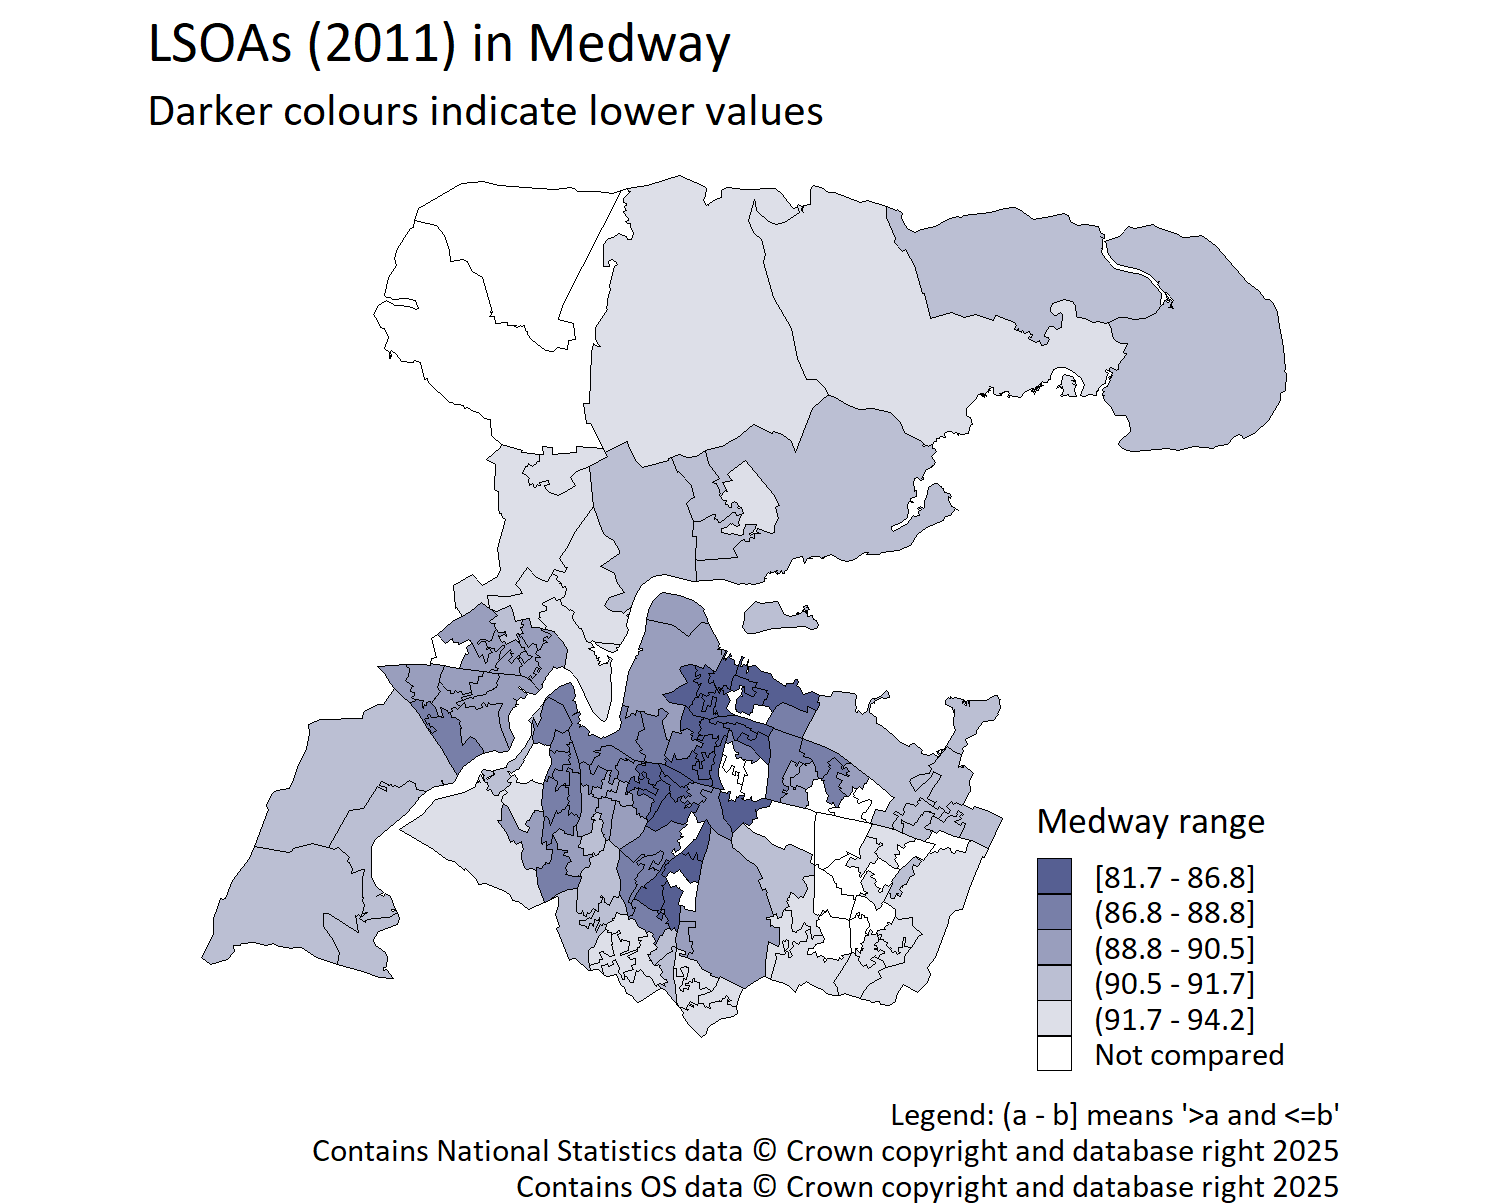 LSOAs (2011) in Medway
Darker colours indicate lower values
Medway range
[81.7 - 86.8]
(86.8 - 88.8]
(88.8 - 90.5]
(90.5 - 91.7]
(91.7 - 94.2]
Not compared
Legend: (a - b] means '>a and <=b'
Contains National Statistics data © Crown copyright and database right 2025
Contains OS data © Crown copyright and database right 2025